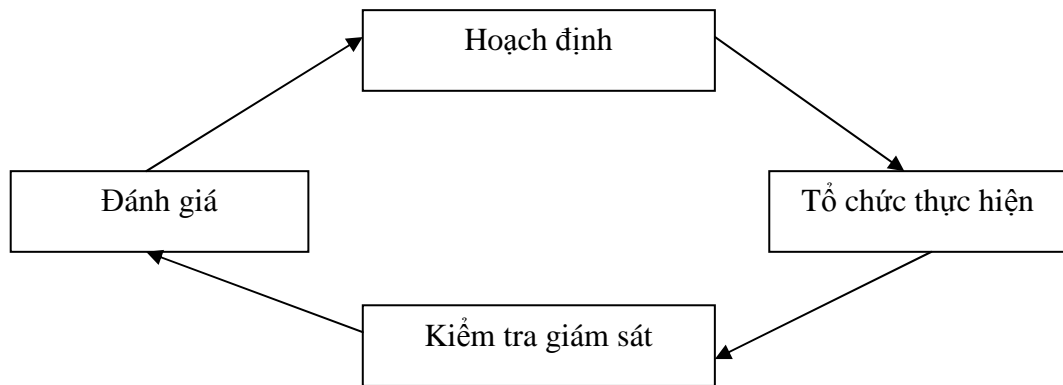 Hoạch định
Đánh giá
Tổ chức thực hiện
Kiểm tra giám sát